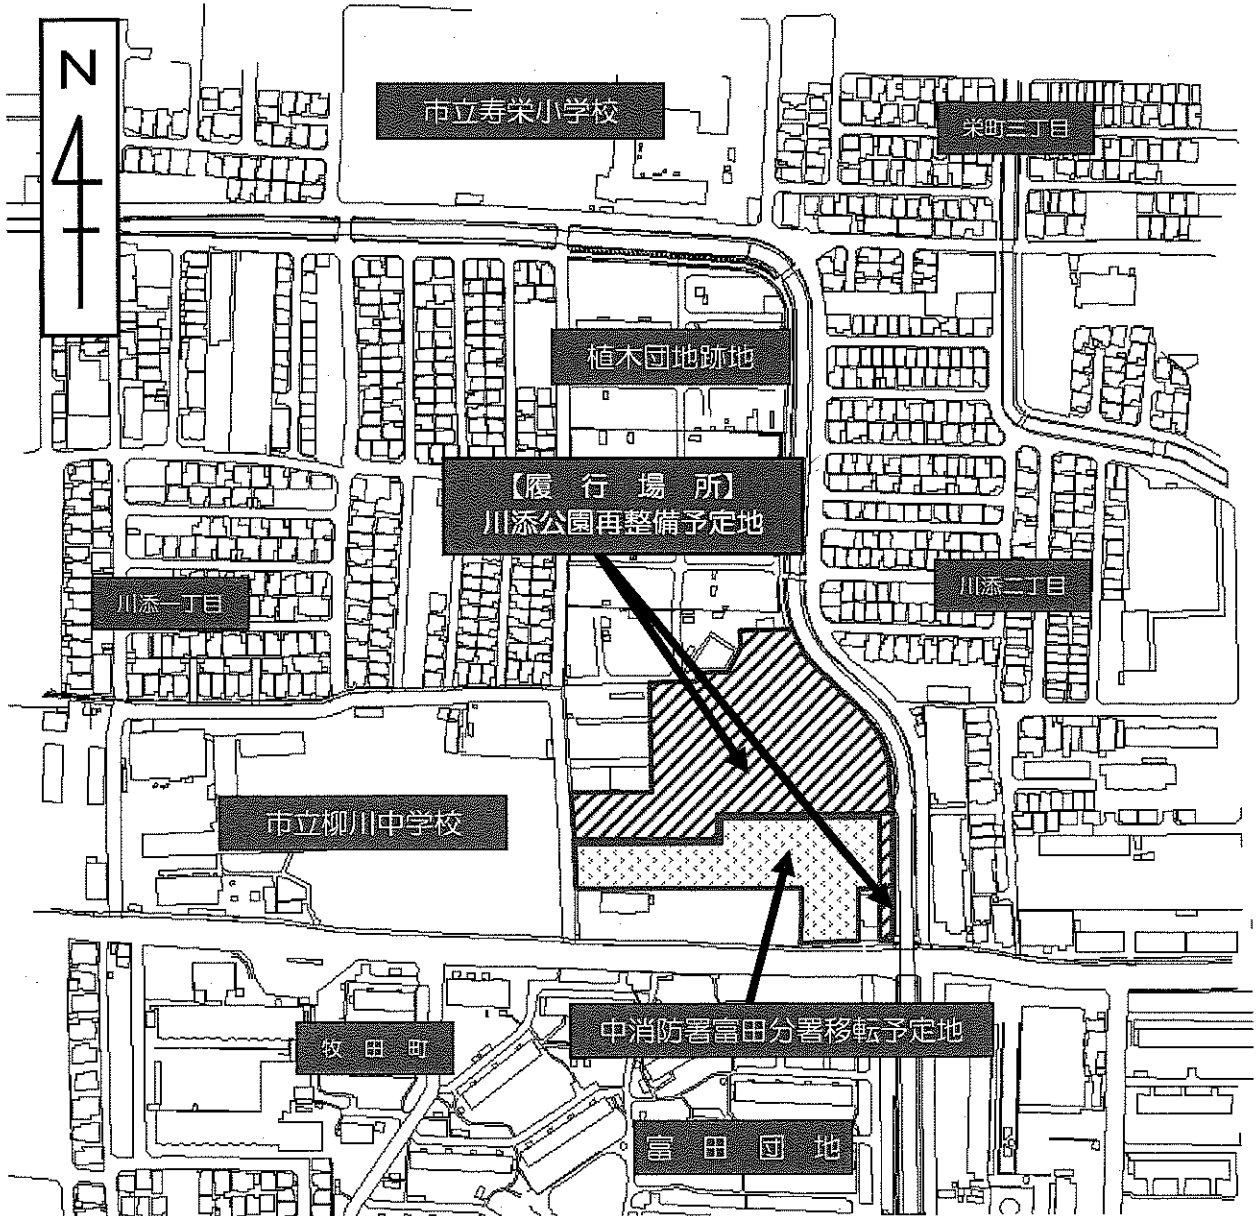 N
市立寿栄小学校
栄町三丁目
植木団地跡地
【履行場所】
川添公園再整備予定地
川添一丁目
川添二丁目
市立柳川中学校
中消防署富田分署移転予定地
牧田町
富田団地